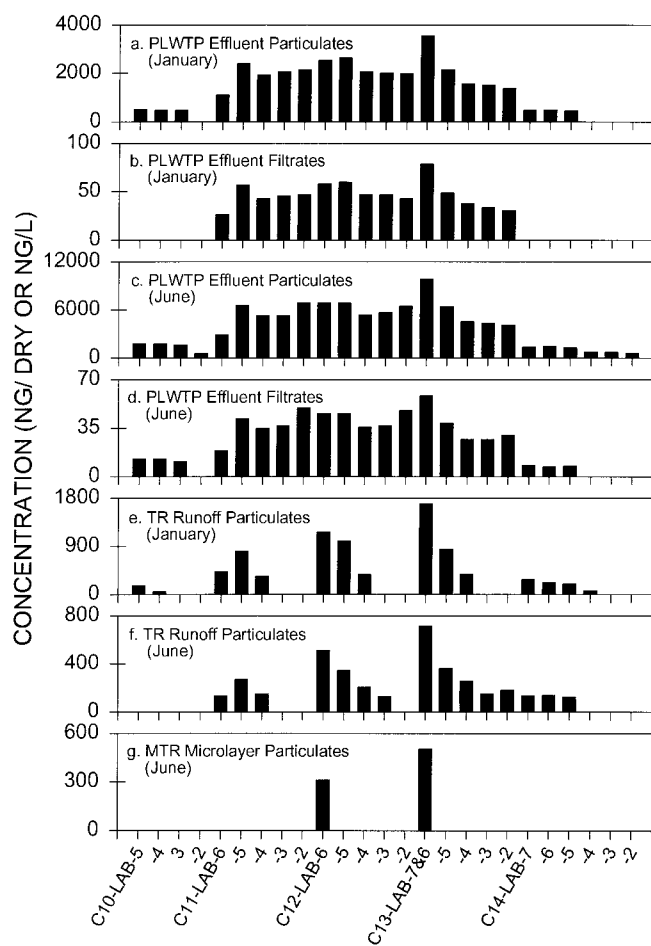 CONCENTRATION (NG/ DRY OR NG/L)
4000
2000
0
a. PLWTP Effluent Particulates
(January)
100
50
0
b. PLWTP Effluent Filtrates
(January)
12000
6000
0
c. PLWTP Effluent Particulates
(June)
70
35
0
d. PLWTP Effluent Filtrates
(June)
1800
900
0
e. TR Runoff Particulates
(January)
800
400
0
f. TR Runoff Particulates
(June)
600
300
0
g. MTR Microlayer Particulates
(June)
C10-LAB-5
-4
3
-2
C11-LAB-6
-5
-4
-3
-2
C12-LAB-6
-5
-4
-3
-2
C13-LAB-7&6
-5
-4
-3
-2
C14-LAB-7
-6
-5
-4
-3
-2